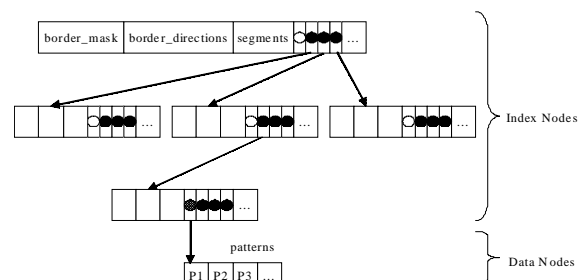 border_mask border_directions segments ...
... ... ...
Index Nodes
...
patterns
Data Nodes
P1 P2 P3 ...